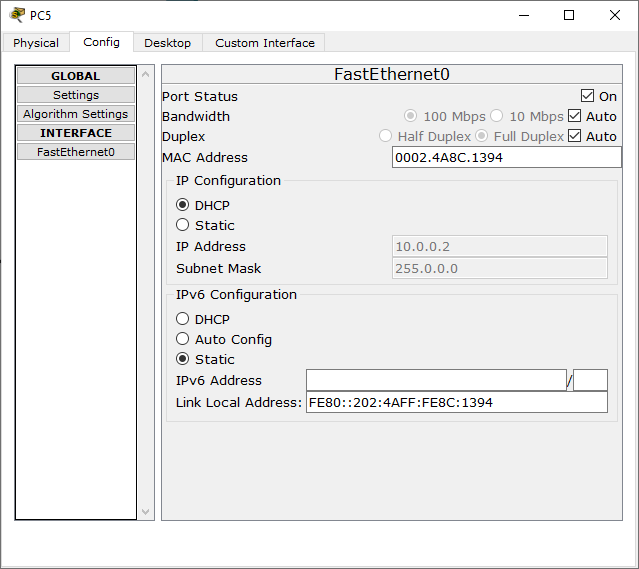 PC5
Physical Config Desktop Custom Interface
GLOBAL
Settings
Algorithm Settings
INTERFACE
FastEthernet0
FastEthernet0
Port Status On
Bandwidth 100 Mbps 10 Mbps Auto
Duplex Half Duplex Full Duplex Auto
MAC Address 0002.4A8C.1394
IP Configuration
DHCP
Static
IP Address 10.0.0.2
Subnet Mask 255.0.0.0
IPv6 Configuration
DHCP
Auto Config
Static
IPv6 Address /
Link Local Address: FE80::202:4AFF:FE8C:1394